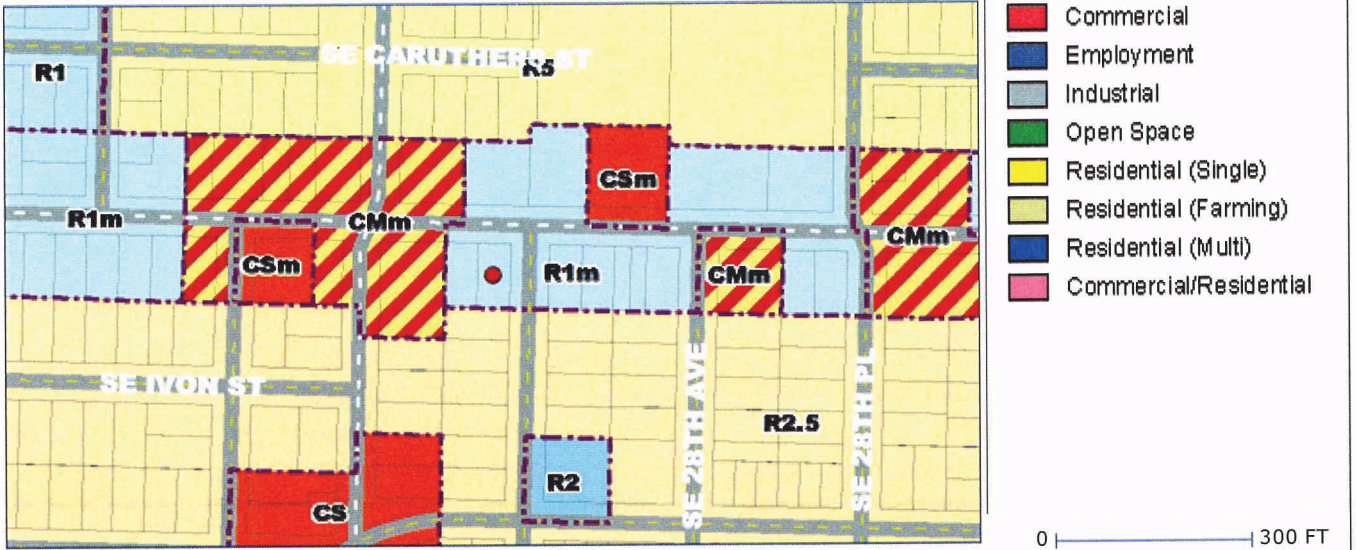 SE CARUTHERS ST
R1
R5
CSm
R1m
CMm
CMm
CSm
R1m
CMm
SE IVON ST
SE 28TH AVE
SE 28TH PL
R2.5
R2
CS
Commercial
Employment
Industrial
Open Space
Residential (Single)
Residential (Farming)
Residential (Multi)
Commercial/Residential
0 300 FT